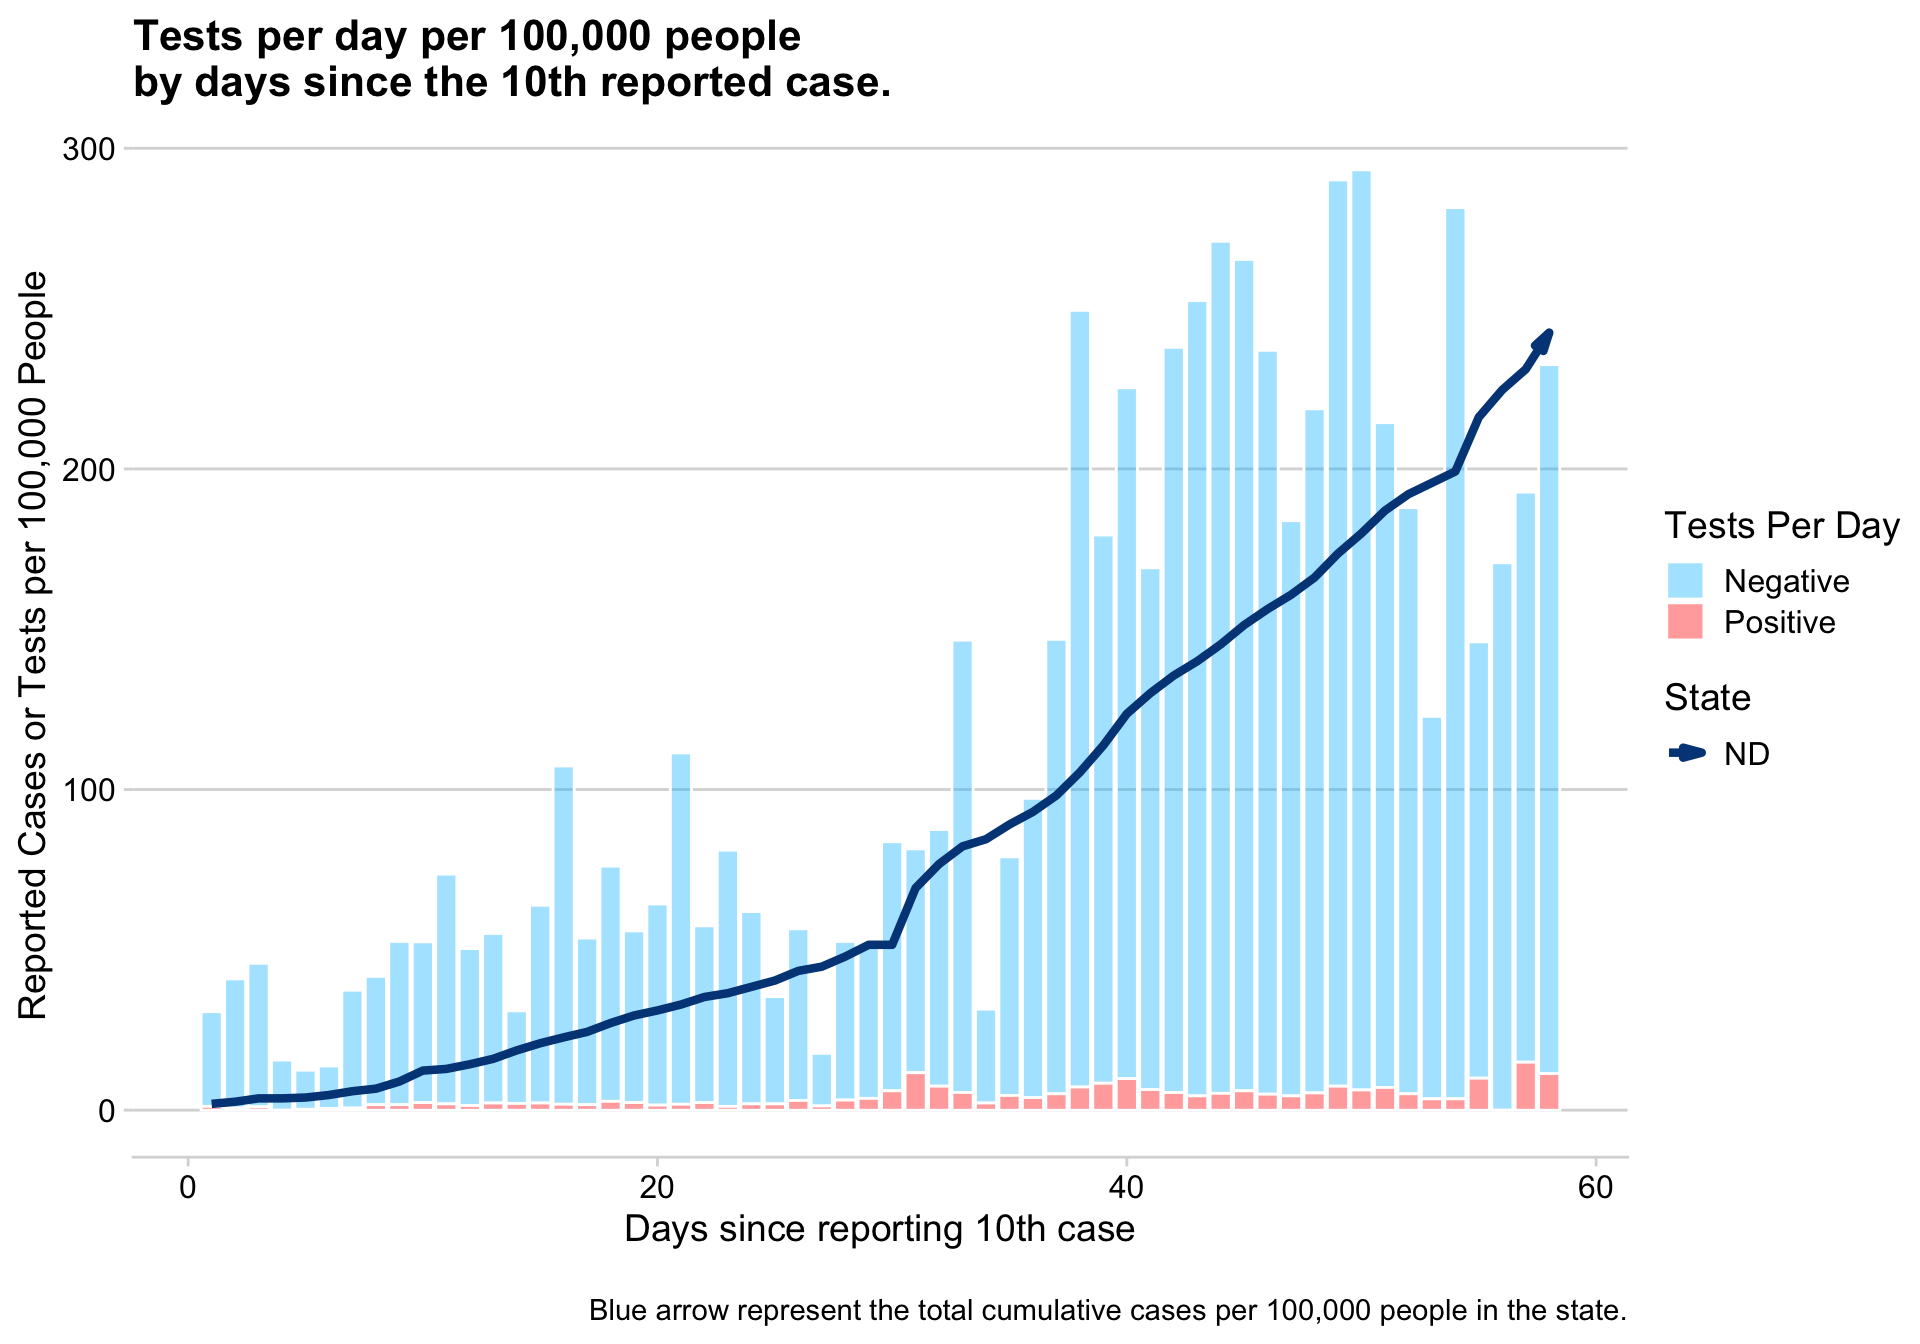 Tests per day per 100,000 people
by days since the 10th reported case.
Reported Cases or Tests per 100,000 People
300
200
100
0
0
20
40
60
Days since reporting 10th case
Tests Per Day
Negative
Positive
State
ND
Blue arrow represent the total cumulative cases per 100,000 people in the state.